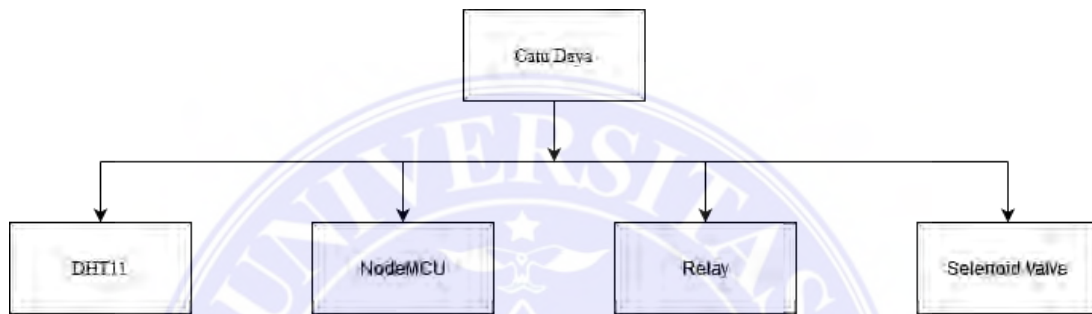 Catu Daya
UNIVERSITAS
DHT11
NodeMCU
Relay
Selenoid Valve